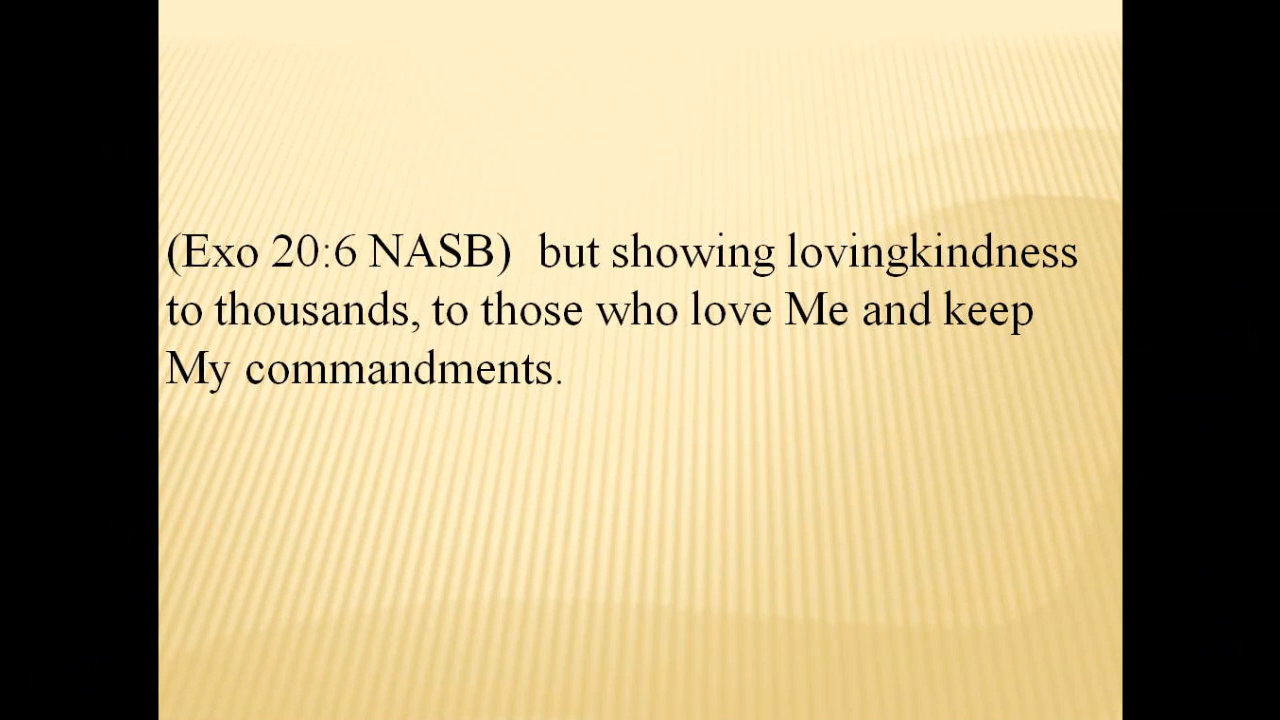 (Exo 20:6 NASB)  but showing lovingkindness
to thousands, to those who love Me and keep
My commandments.